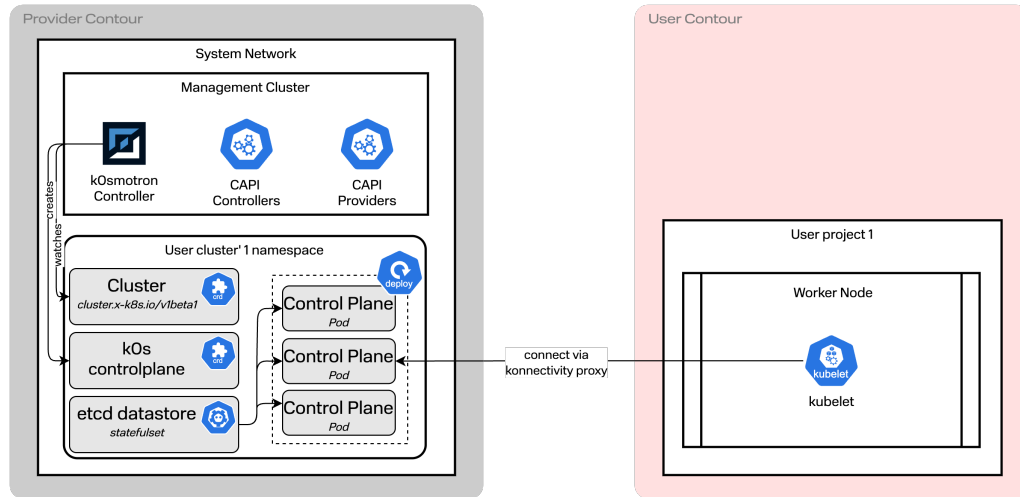 Provider Contour
User Contour
System Network
Management Cluster
k0smotron
Controller
CAPI
Controllers
CAPI
Providers
creates
watches
User cluster' 1 namespace
Cluster
cluster.x-k8s.io/v1beta1
crd
k0s
controlplane
crd
etcd datastore
statefulset
deploy
Control Plane
Pod
Control Plane
Pod
Control Plane
Pod
connect via
konnectivity proxy
User project 1
Worker Node
kubelet
kubelet